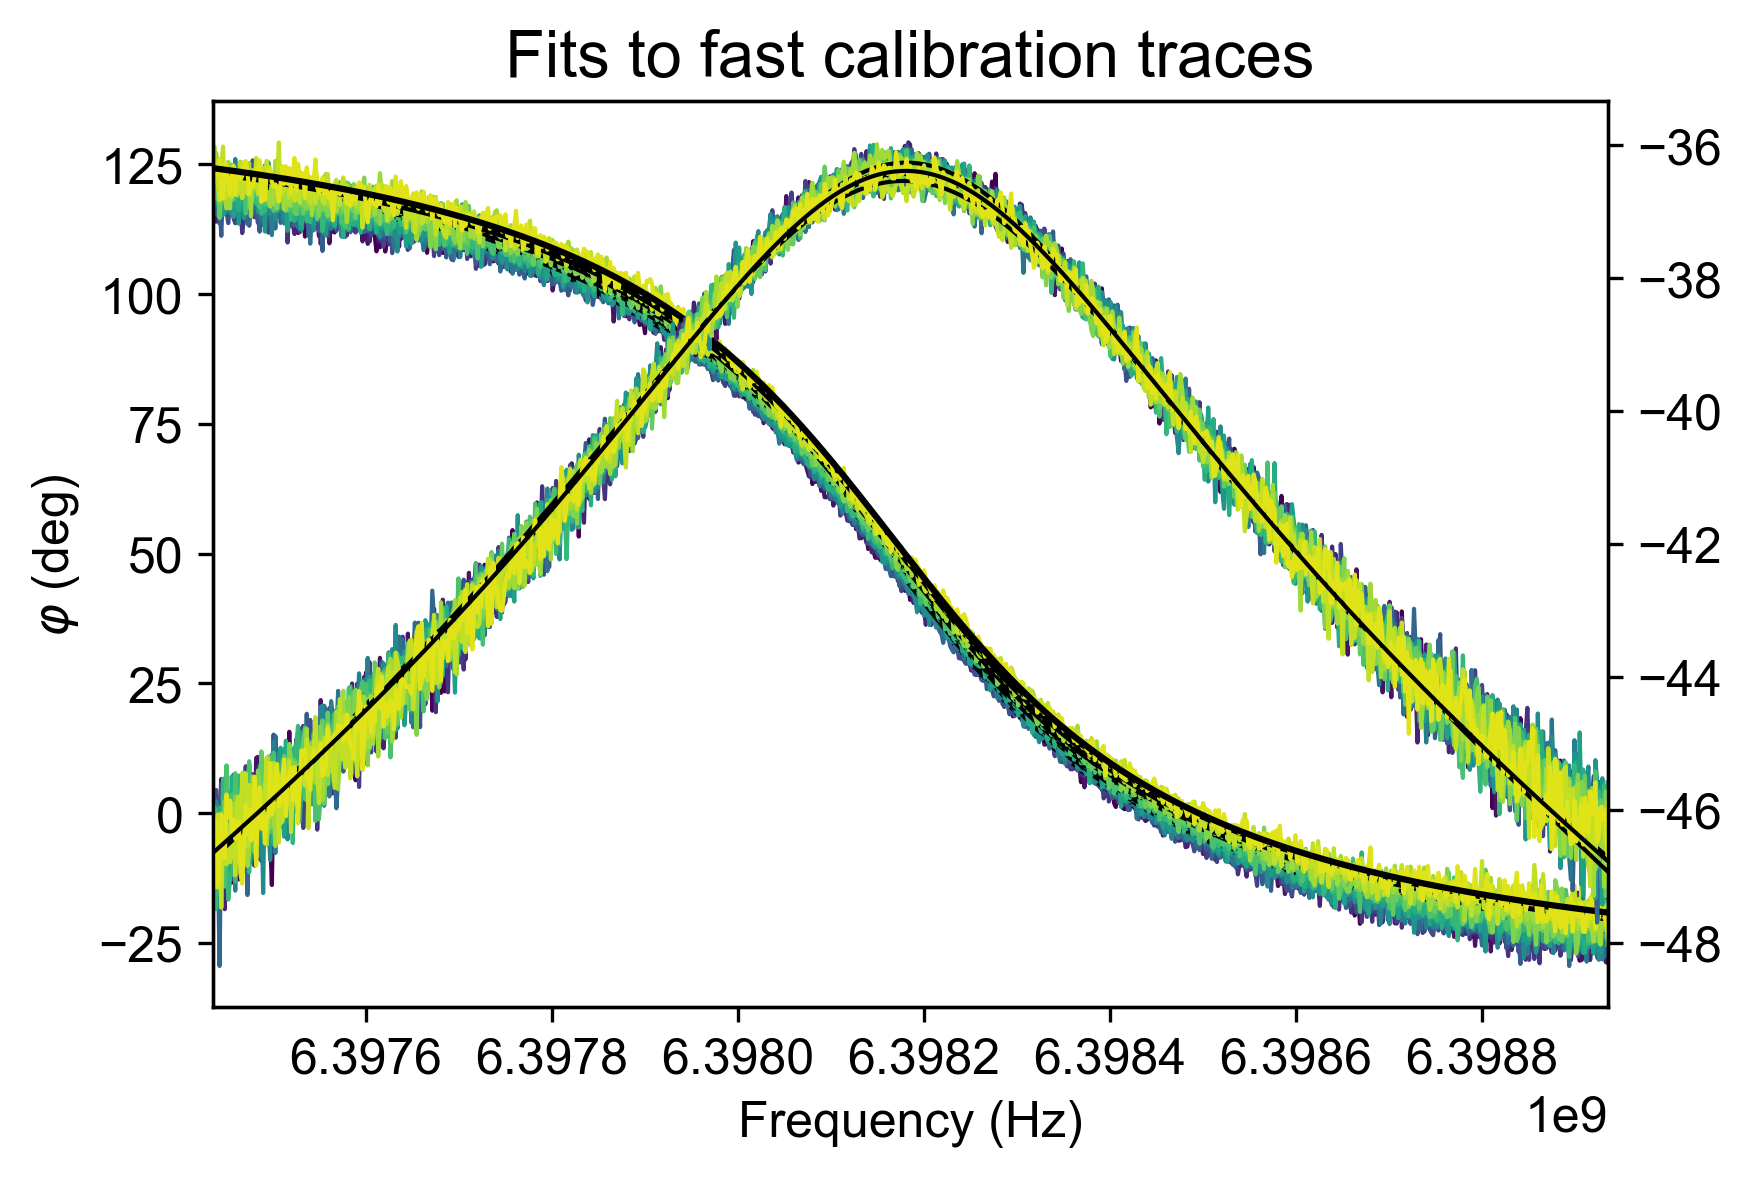 Fits to fast calibration traces
125
100
75
50
25
0
−25
φ (deg)
−36
−38
−40
−42
−44
−46
−48
6.3976 6.3978 6.3980 6.3982 6.3984 6.3986 6.3988
Frequency (Hz)
1e9